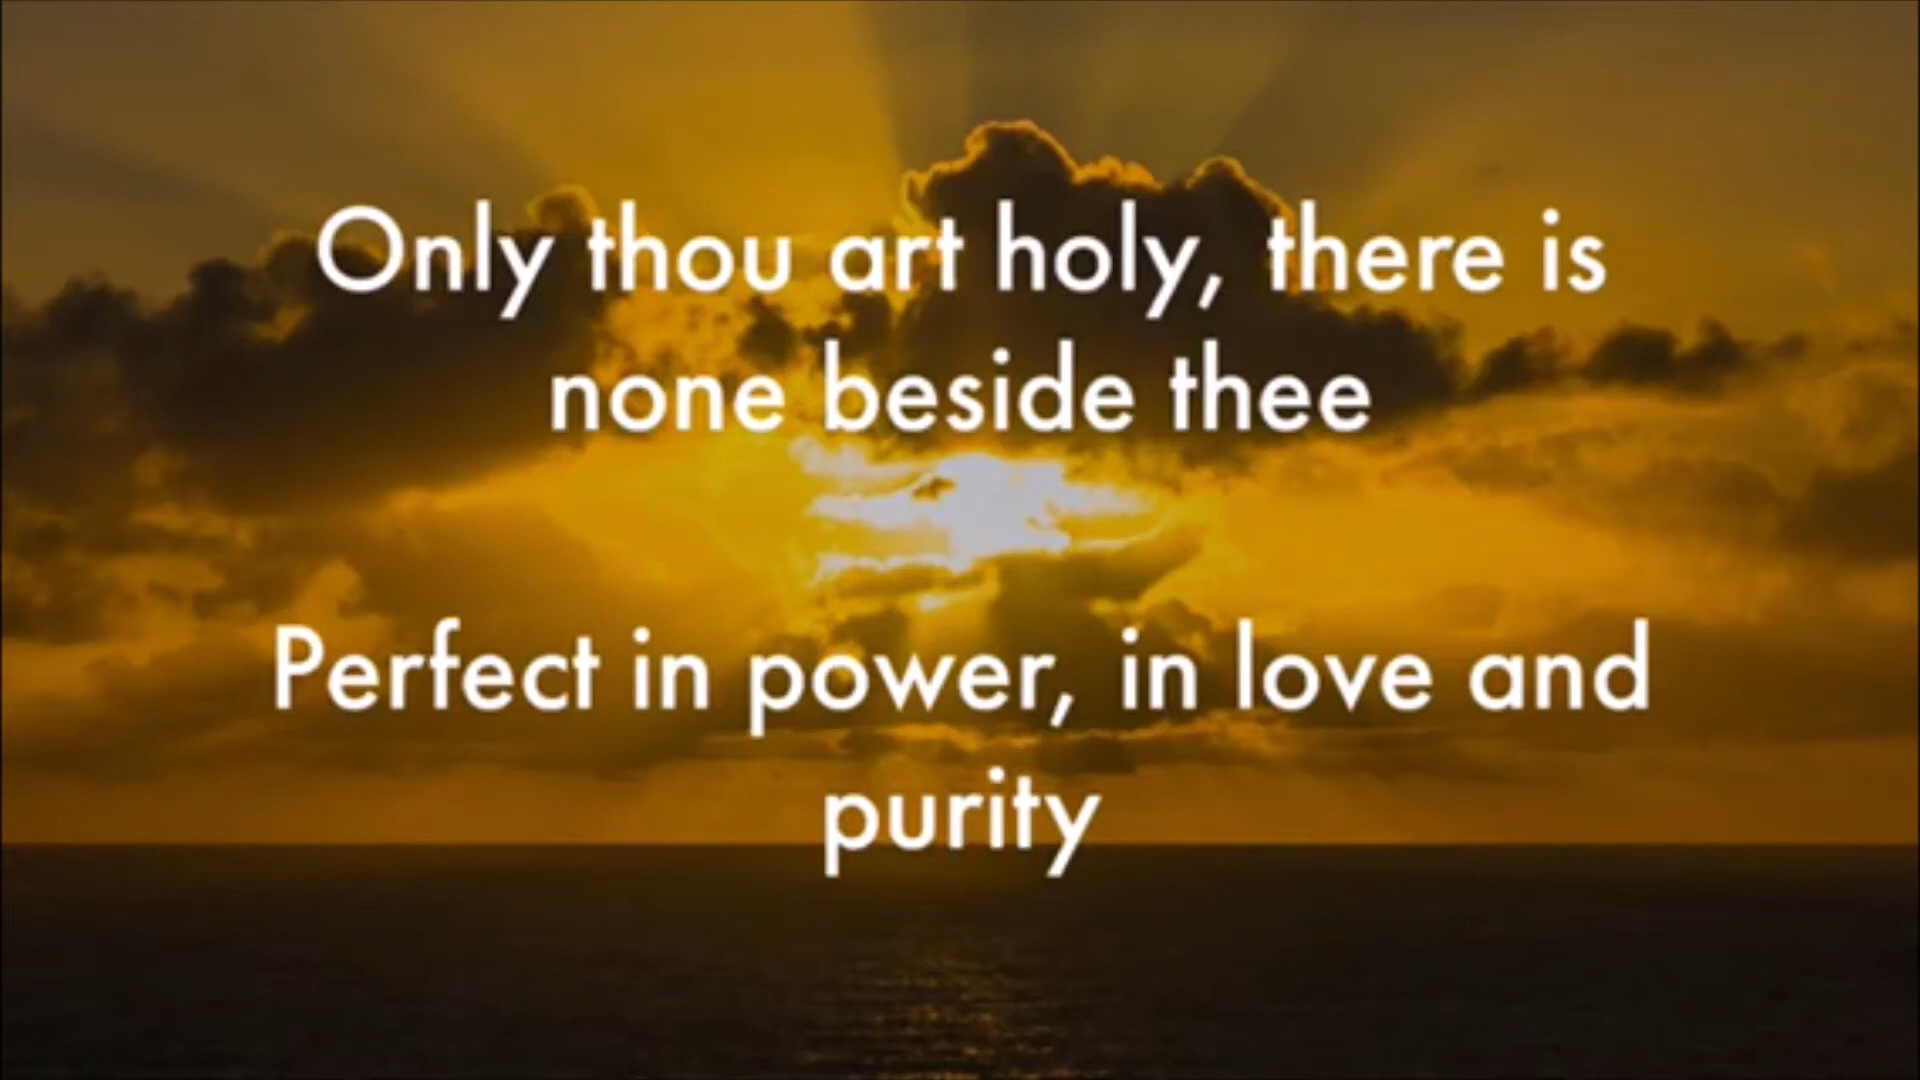 Only thou art holy, there is
none beside thee
Perfect in power, in love and
purity